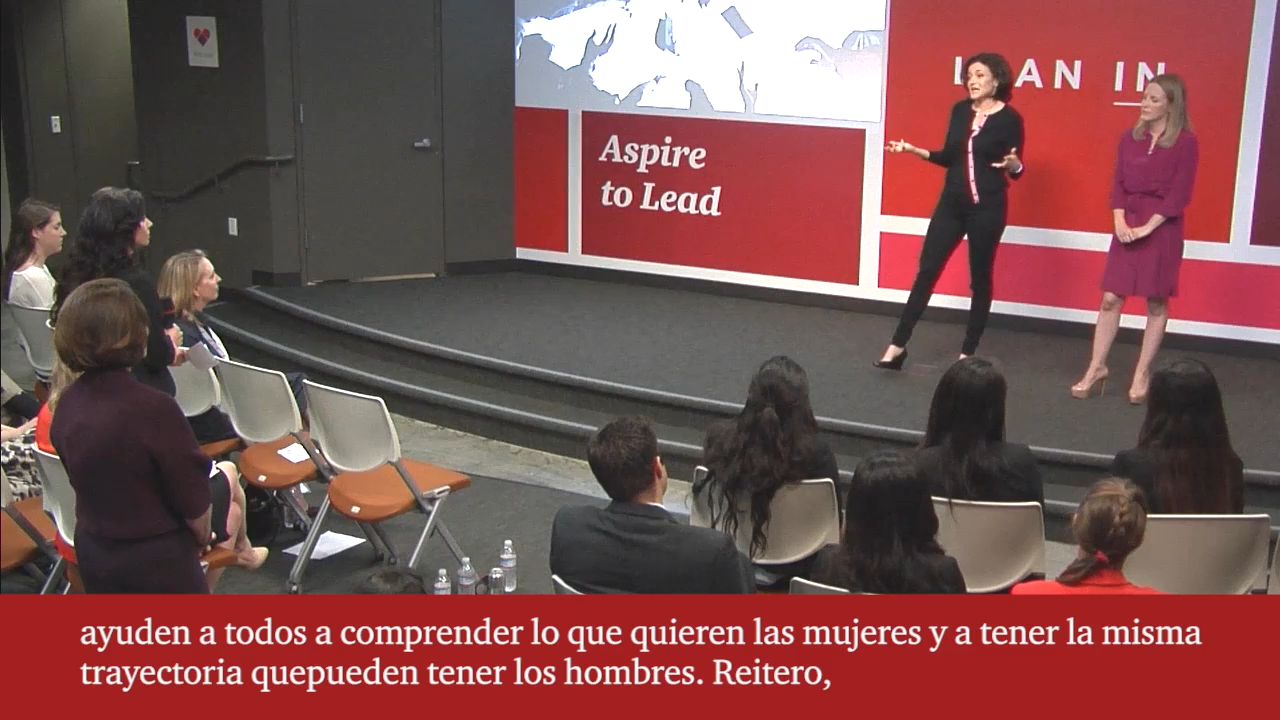 LEAN IN
Aspire
to Lead
ayuden a todos a comprender lo que quieren las mujeres y a tener la misma
trayectoria quepueden tener los hombres. Reitero,